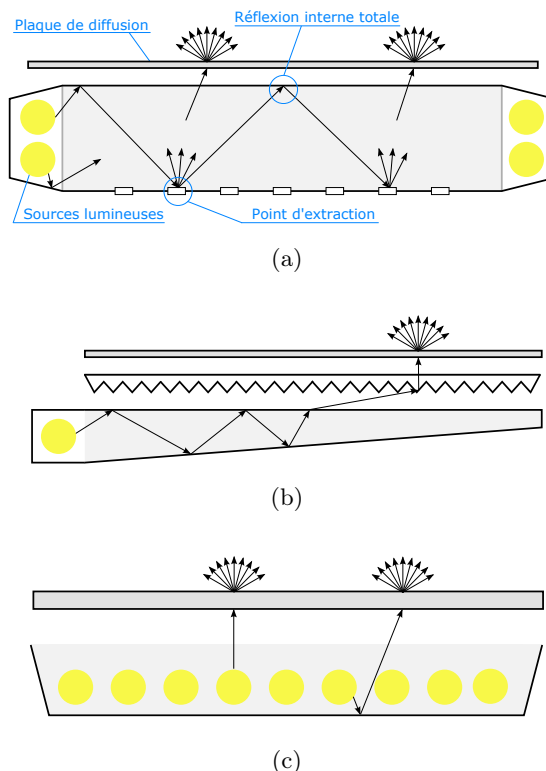 Plaque de diffusion
Réflexion interne totale
Sources lumineuses
Point d'extraction
(a)
(b)
(c)